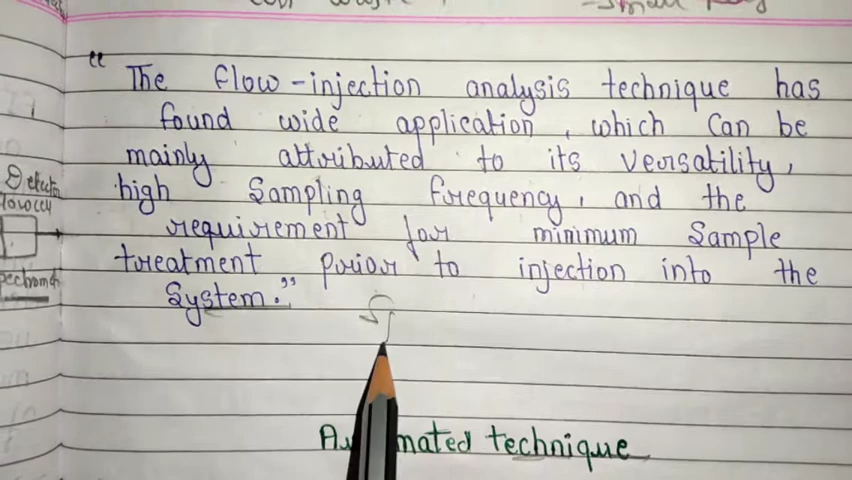 "The flow-injection analysis technique has
found wide application, which can be
mainly attributed to its versatility,
high Sampling frequency, and the
requirement for minimum Sample
treatment prior to injection into the
System."
technique